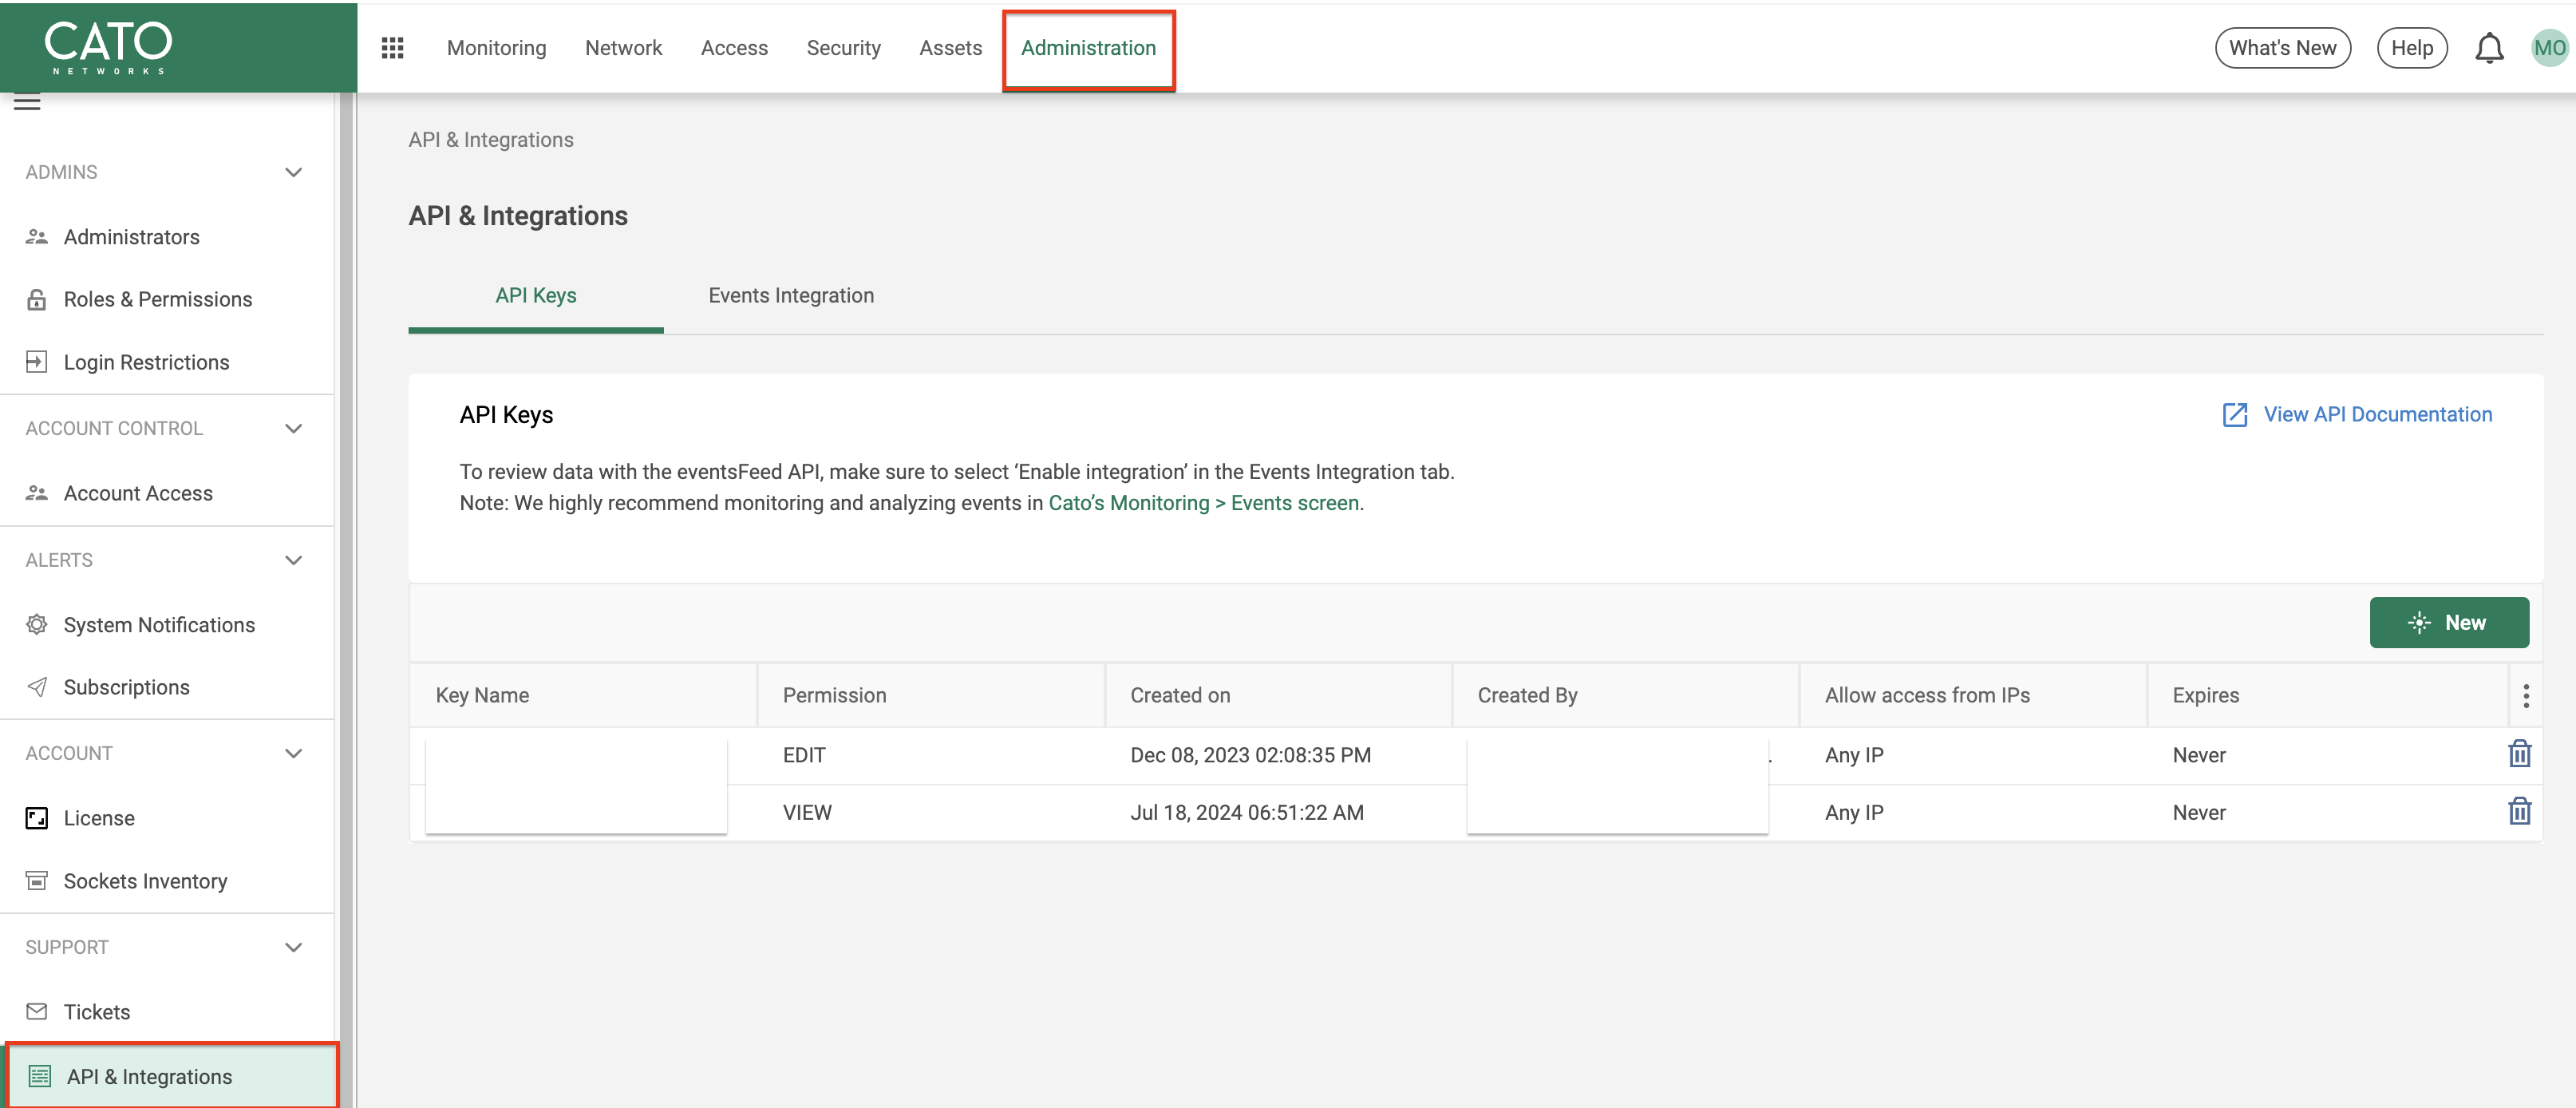 CATO
NETWORKS
Monitoring
Network
Access
Security
Assets
Administration
What's New
Help
MO
ADMINS
Administrators
Roles & Permissions
Login Restrictions
ACCOUNT CONTROL
Account Access
ALERTS
System Notifications
Subscriptions
ACCOUNT
License
Sockets Inventory
SUPPORT
Tickets
API & Integrations
API & Integrations
API & Integrations
API Keys
Events Integration
API Keys
View API Documentation
To review data with the eventsFeed API, make sure to select ‘Enable integration’ in the Events Integration tab.
Note: We highly recommend monitoring and analyzing events in Cato’s Monitoring > Events screen.
New
Key Name
Permission
Created on
Created By
Allow access from IPs
Expires
EDIT
Dec 08, 2023 02:08:35 PM
.
Any IP
Never
VIEW
Jul 18, 2024 06:51:22 AM
Any IP
Never